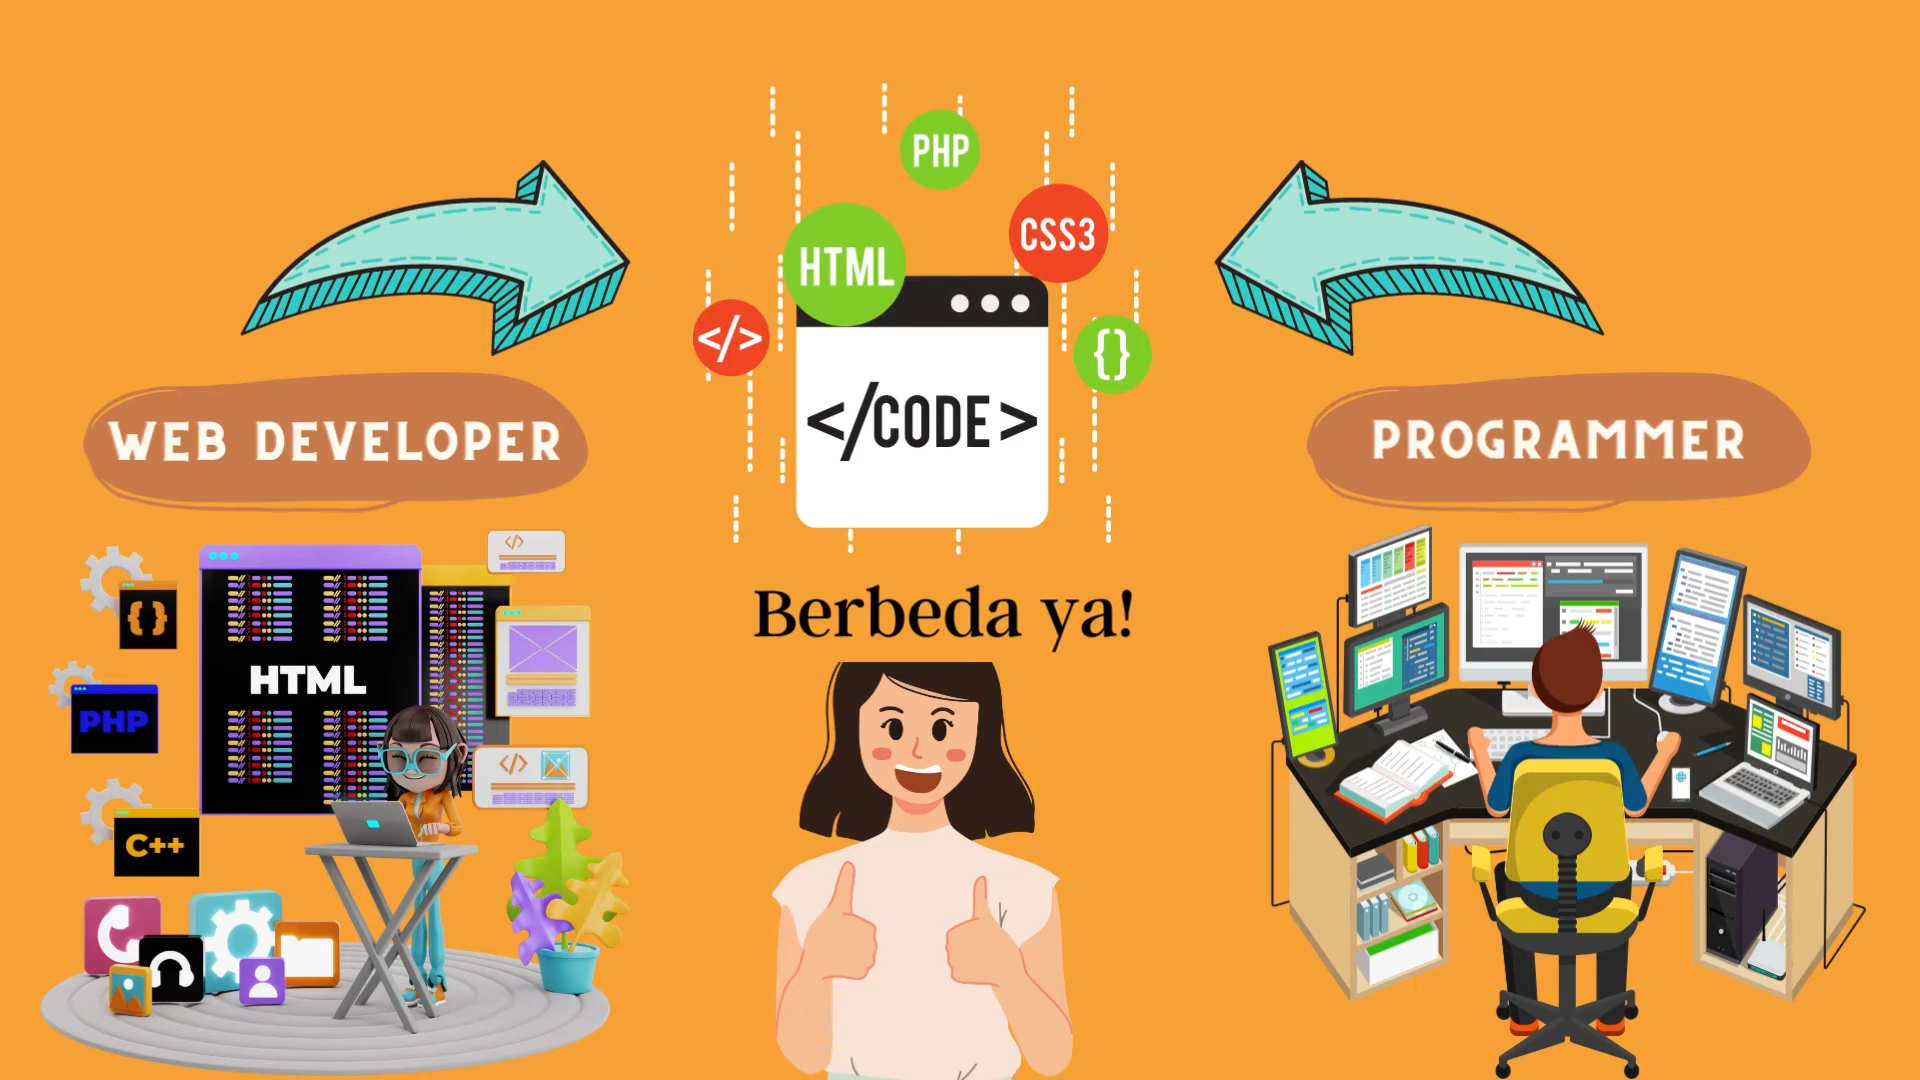 PHP
CSS3
HTML
</>
{}
</CODE>
WEB DEVELOPER
PROGRAMMER
Berbeda ya!
</>
{}
HTML
PHP
</>
C++